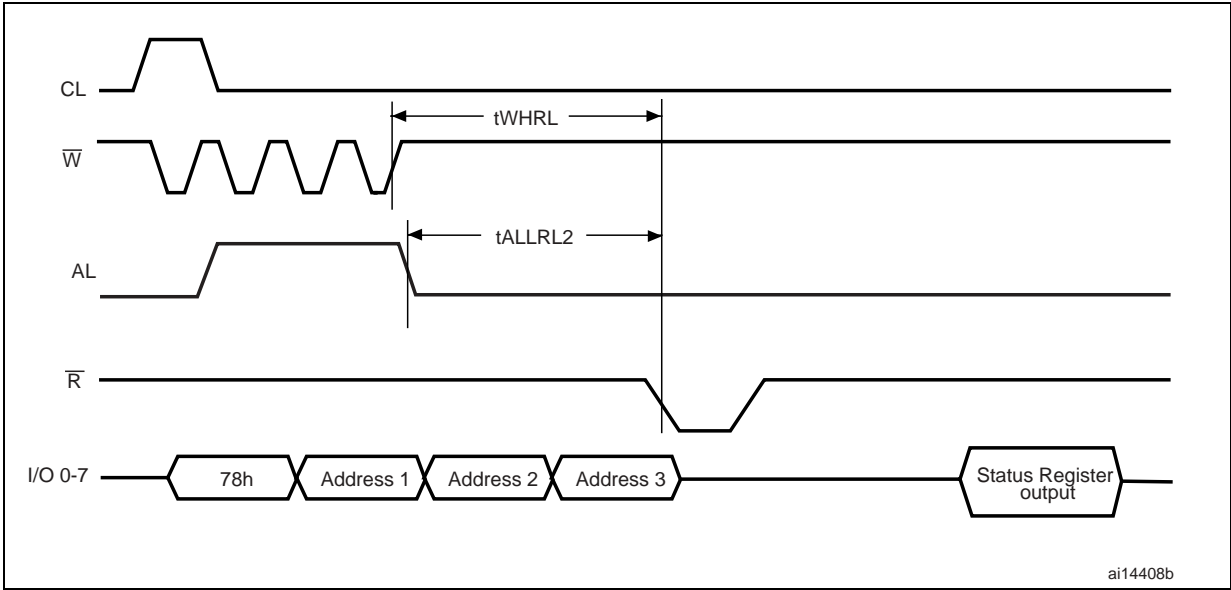 CL
tWHRL
W
tALLRL2
AL
R
I/O 0-7
78h
Address 1
Address 2
Address 3
Status Register
output
ai14408b